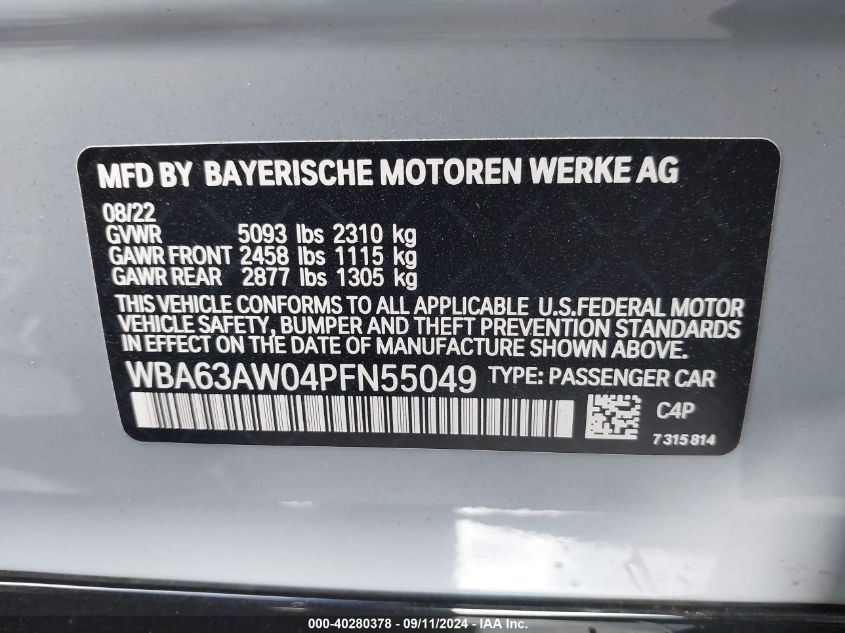 MFD BY BAYERISCHE MOTOREN WERKE AG
08/22
GVWR 5093 lbs 2310 kg
GAWR FRONT 2458 lbs 1115 kg
GAWR REAR 2877 lbs 1305 kg
THIS VEHICLE CONFORMS TO ALL APPLICABLE U.S.FEDERAL MOTOR
VEHICLE SAFETY, BUMPER AND THEFT PREVENTION STANDARDS
IN EFFECT ON THE DATE OF MANUFACTURE SHOWN ABOVE.
WBA63AW04PFN55049 TYPE: PASSENGER CAR
C4P
7315814
000-40280378 - 09/11/2024 - IAA Inc.